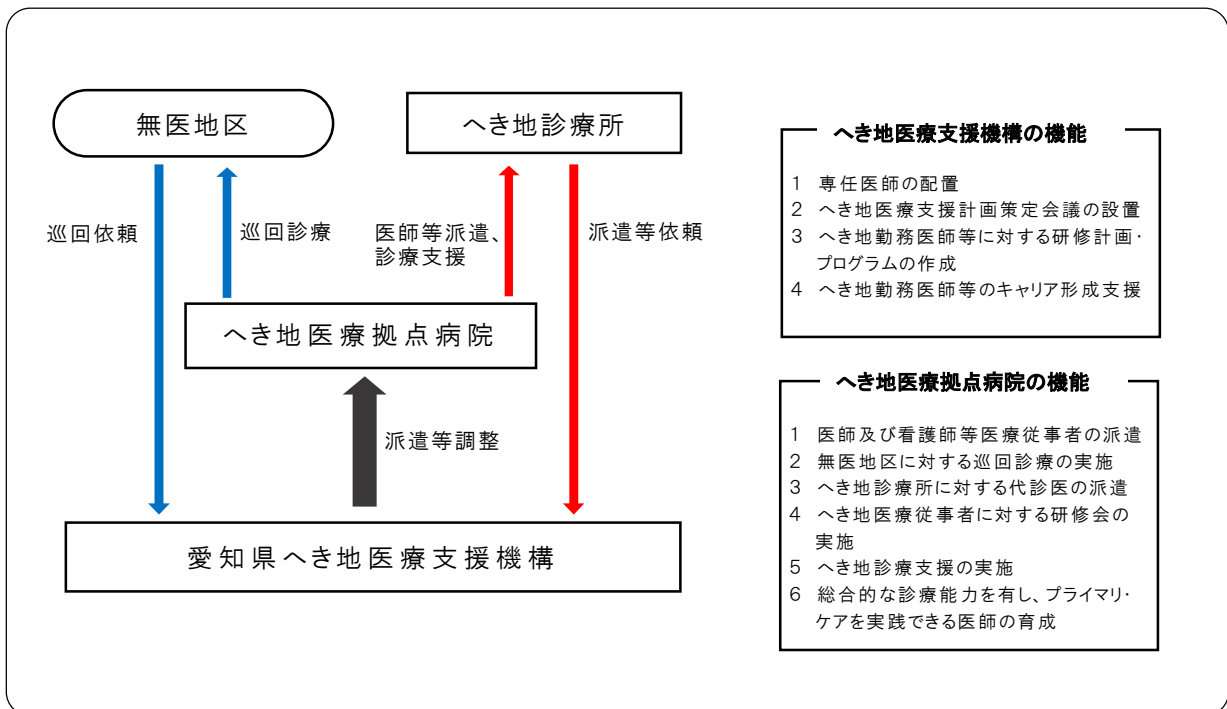 無医地区
へき地診療所
巡回依頼
巡回診療
医師等派遣、
診療支援
派遣等依頼
へき地医療拠点病院
派遣等調整
愛知県へき地医療支援機構
へき地医療支援機構の機能
1 専任医師の配置
2 へき地医療支援計画策定会議の設置
3 へき地勤務医師等に対する研修計画・
プログラムの作成
4 へき地勤務医師等のキャリア形成支援
へき地医療拠点病院の機能
1 医師及び看護師等医療従事者の派遣
2 無医地区に対する巡回診療の実施
3 へき地診療所に対する代診医の派遣
4 へき地医療従事者に対する研修会の
実施
5 へき地診療支援の実施
6 総合的な診療能力を有し、プライマリ・
ケアを実践できる医師の育成